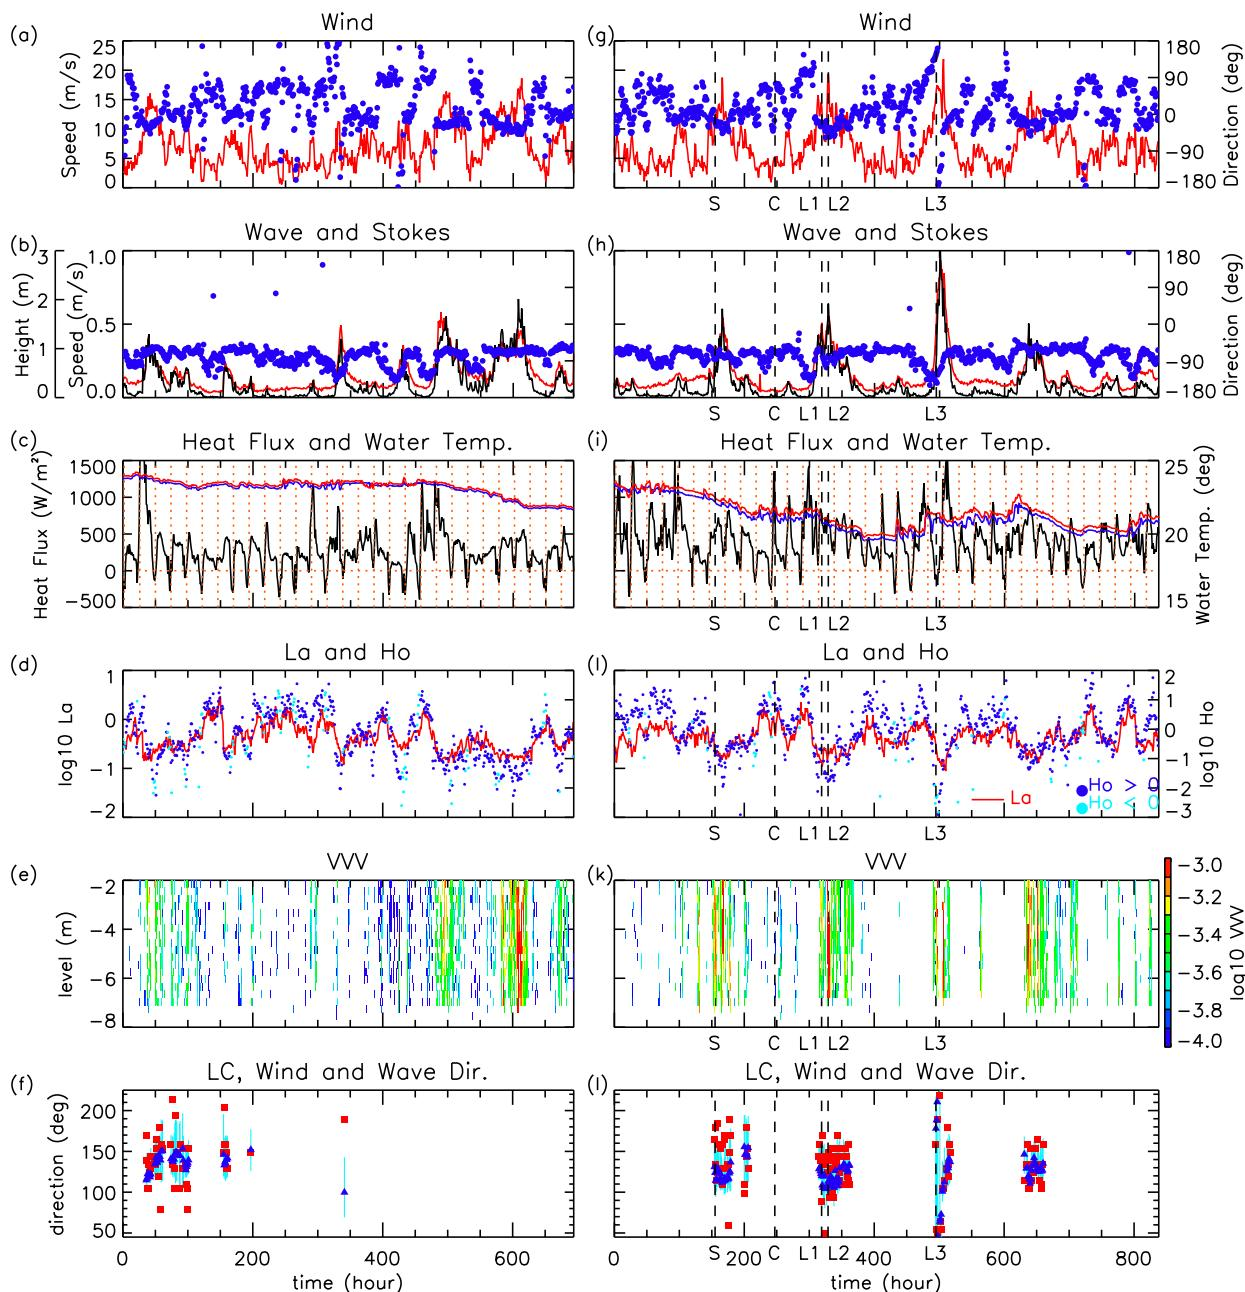 (a) Wind
25
20
15
10
5
0
Speed (m/s)
(g) Wind
180
90
0
−90
−180
Direction (deg)
S C L1 L2 L3
(b) Wave and Stokes
3
2
1
0
Height (m)
1.0
0.5
0.0
Speed (m/s)
(h) Wave and Stokes
180
90
0
−90
−180
Direction (deg)
S C L1 L2 L3
(c) Heat Flux and Water Temp.
1500
1000
500
0
−500
Heat Flux (W/m²)
(i) Heat Flux and Water Temp.
25
20
15
Water Temp. (deg)
S C L1 L2 L3
(d) La and Ho
1
0
−1
−2
log10 La
(l) La and Ho
2
1
0
−1
−2
−3
log10 Ho
La
Ho > 0
Ho < 0
S C L1 L2 L3
(e) VVV
−2
−4
−6
−8
level (m)
(k) VVV
−3.0
−3.2
−3.4
−3.6
−3.8
−4.0
log10 VVV
S C L1 L2 L3
(f) LC, Wind and Wave Dir.
200
150
100
50
direction (deg)
0 200 400 600
time (hour)
(l) LC, Wind and Wave Dir.
S C L1 L2 L3
0 200 400 600 800
time (hour)